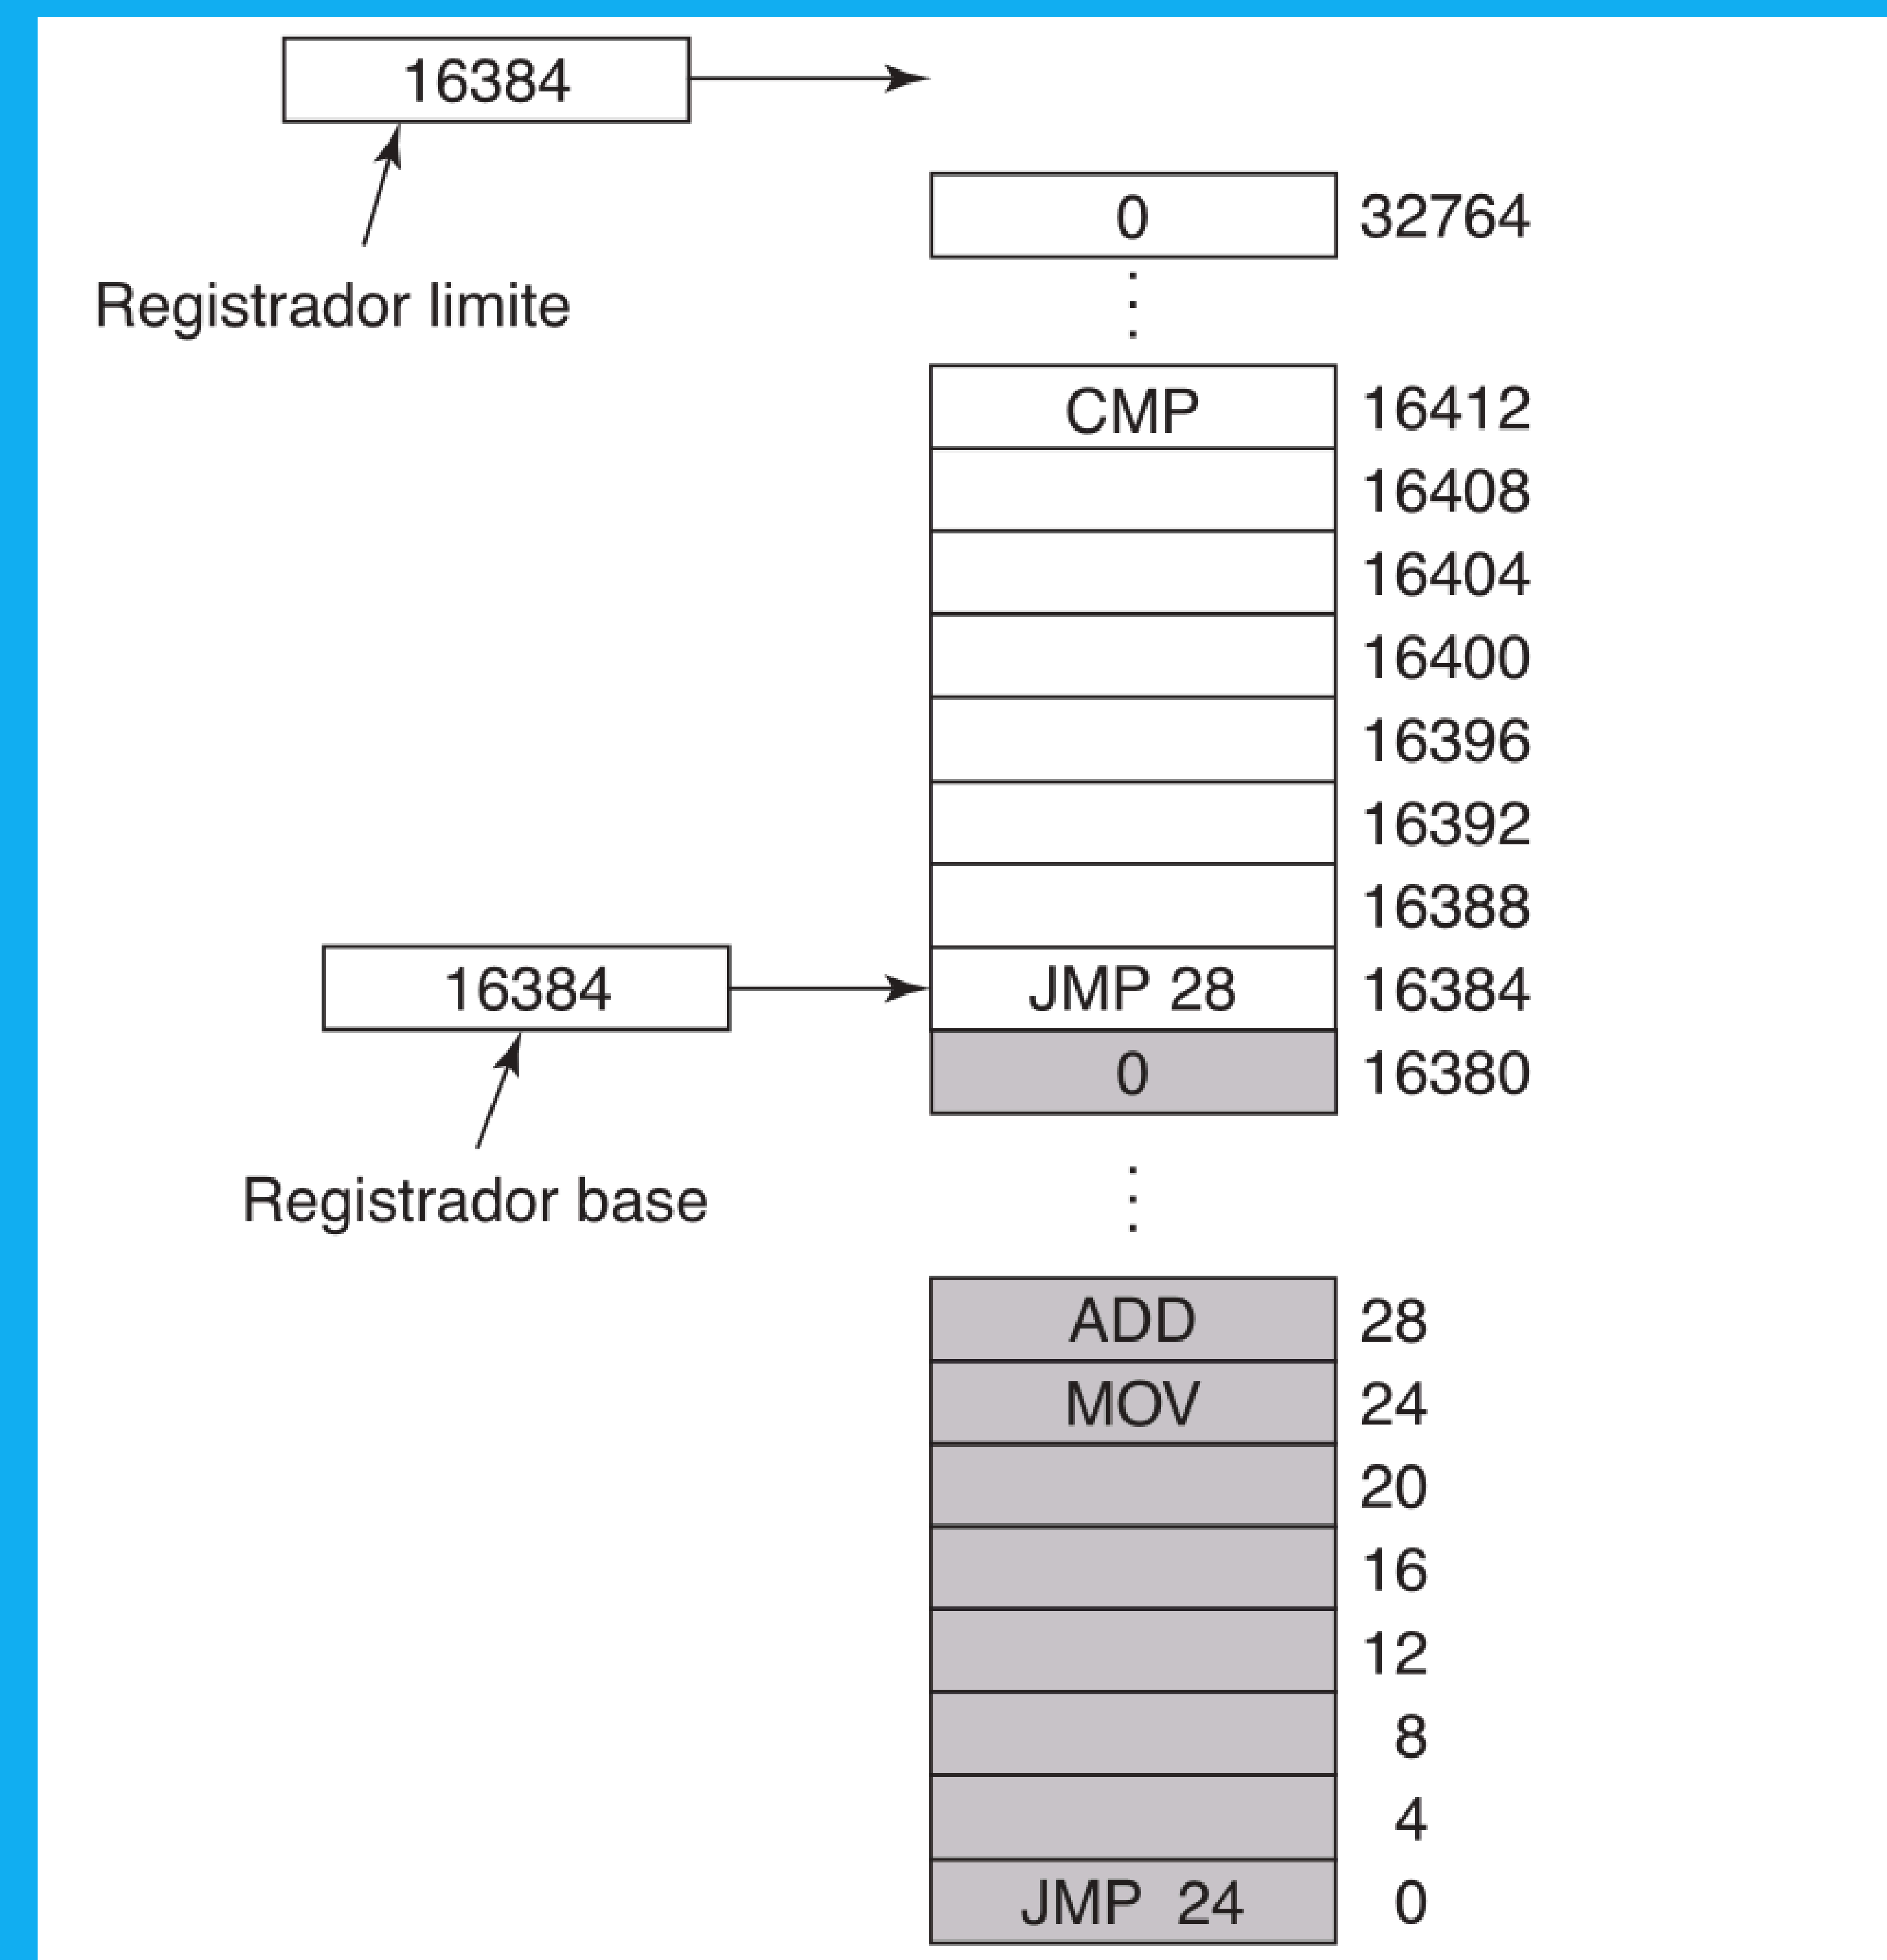 16384
0 32764
Registrador limite
CMP 16412
16408
16404
16400
16396
16392
16388
16384 JMP 28 16384
0 16380
Registrador base
ADD 28
MOV 24
20
16
12
8
4
JMP 24 0